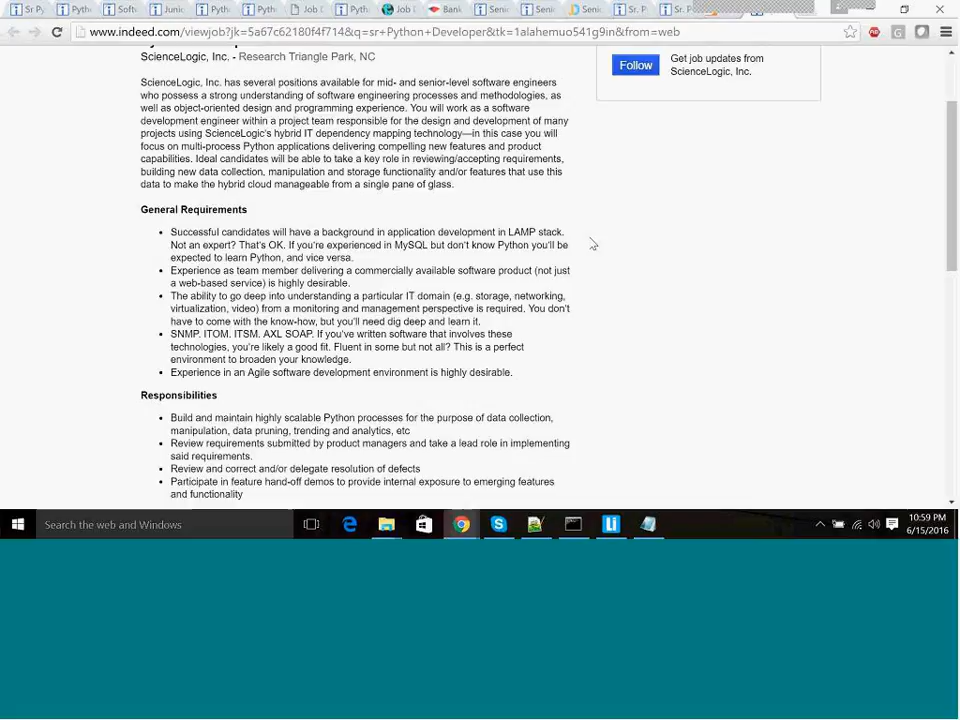 Sr Py
Pyth
Softv
Junic
Pyth
Pyth
Job D
Pyth
Job D
Bank
Seni
Seni
Senic
Sr. P
Sr. P
www.indeed.com/viewjob?jk=5a67c62180f4f714&q=sr+Python+Developer&tk=1alahemuo541g9in&from=web
ScienceLogic, Inc. - Research Triangle Park, NC
Follow
Get job updates from
ScienceLogic, Inc.
ScienceLogic, Inc. has several positions available for mid- and senior-level software engineers
who possess a strong understanding of software engineering processes and methodologies, as
well as object-oriented design and programming experience. You will work as a software
development engineer within a project team responsible for the design and development of many
projects using ScienceLogic's hybrid IT dependency mapping technology—in this case you will
focus on multi-process Python applications delivering compelling new features and product
capabilities. Ideal candidates will be able to take a key role in reviewing/accepting requirements,
building new data collection, manipulation and storage functionality and/or features that use this
data to make the hybrid cloud manageable from a single pane of glass.
General Requirements
• Successful candidates will have a background in application development in LAMP stack.
Not an expert? That's OK. If you're experienced in MySQL but don't know Python you'll be
expected to learn Python, and vice versa.
• Experience as team member delivering a commercially available software product (not just
a web-based service) is highly desirable.
• The ability to go deep into understanding a particular IT domain (e.g. storage, networking,
virtualization, video) from a monitoring and management perspective is required. You don't
have to come with the know-how, but you'll need dig deep and learn it.
• SNMP. ITOM. ITSM. AXL SOAP. If you've written software that involves these
technologies, you're likely a good fit. Fluent in some but not all? This is a perfect
environment to broaden your knowledge.
• Experience in an Agile software development environment is highly desirable.
Responsibilities
• Build and maintain highly scalable Python processes for the purpose of data collection,
manipulation, data pruning, trending and analytics, etc
• Review requirements submitted by product managers and take a lead role in implementing
said requirements.
• Review and correct and/or delegate resolution of defects
• Participate in feature hand-off demos to provide internal exposure to emerging features
and functionality
Search the web and Windows
10:59 PM
6/15/2016